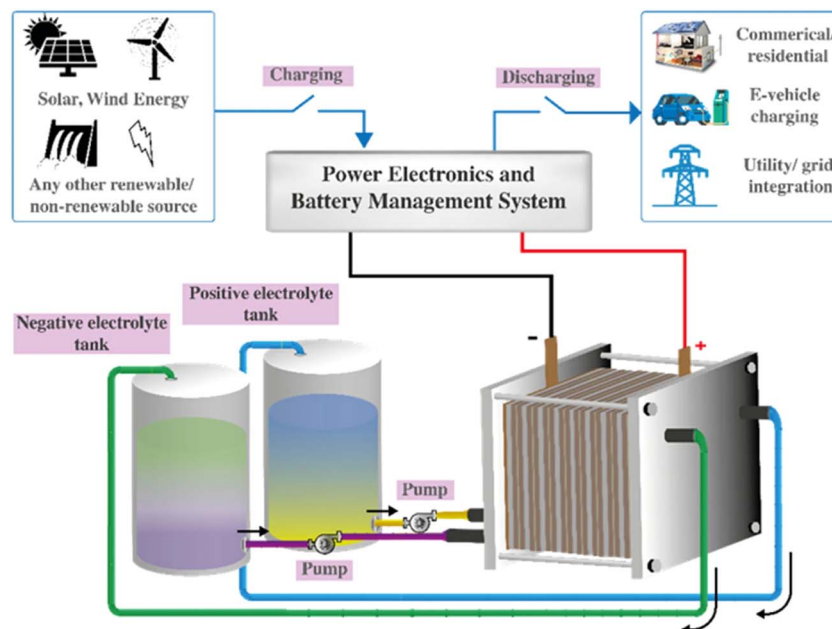 Charging
Discharging
Solar, Wind Energy
Any other renewable/
non-renewable source
Commerical/
residential
E-vehicle
charging
Utility/ grid
integration
Power Electronics and
Battery Management System
Positive electrolyte
tank
Negative electrolyte
tank
-
+
Pump
Pump